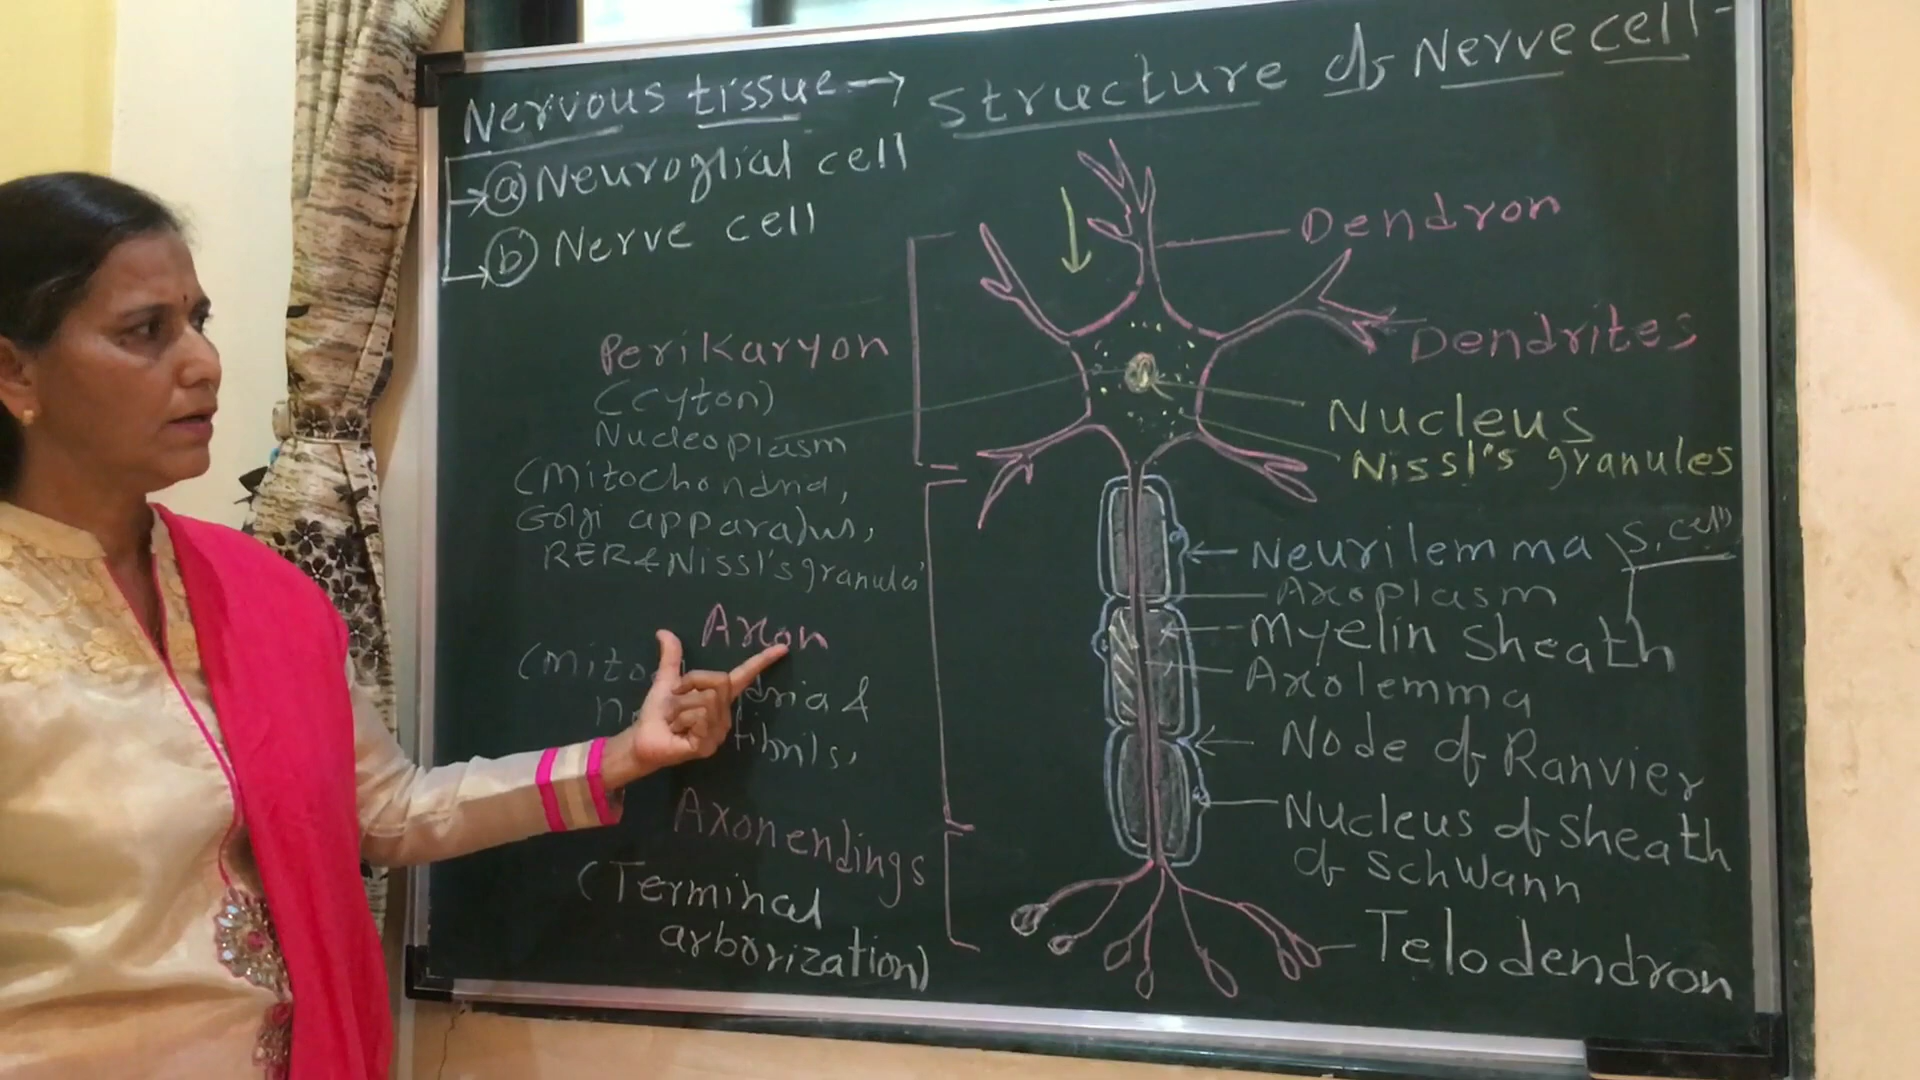 Nervous tissue → Structure of Nerve cell -
(a) Neuroglial cell
(b) Nerve cell
Dendron
Dendrites
Perikaryon
(Cyton)
Nucleoplasm
(Mitochondria,
Golgi apparatus,
RER & Nissl's granules
Nucleus
Nissl's granules
Neurilemma
S. cell
Axoplasm
Myelin sheath
Axolemma
Node of Ranvier
Nucleus of sheath
of Schwann
Telodendron
Axon
&
Axon endings
(Terminal
arborization)